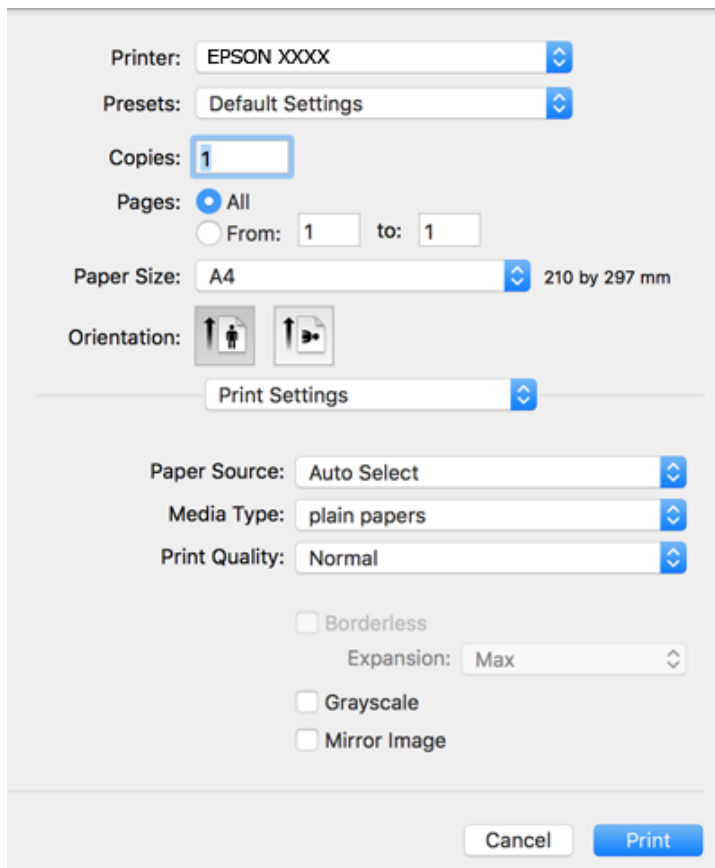 Printer: EPSON XXXX
Presets: Default Settings
Copies: 1
Pages: All
From: 1 to: 1
Paper Size: A4 210 by 297 mm
Orientation:
Print Settings
Paper Source: Auto Select
Media Type: plain papers
Print Quality: Normal
Borderless
Expansion: Max
Grayscale
Mirror Image
Cancel Print